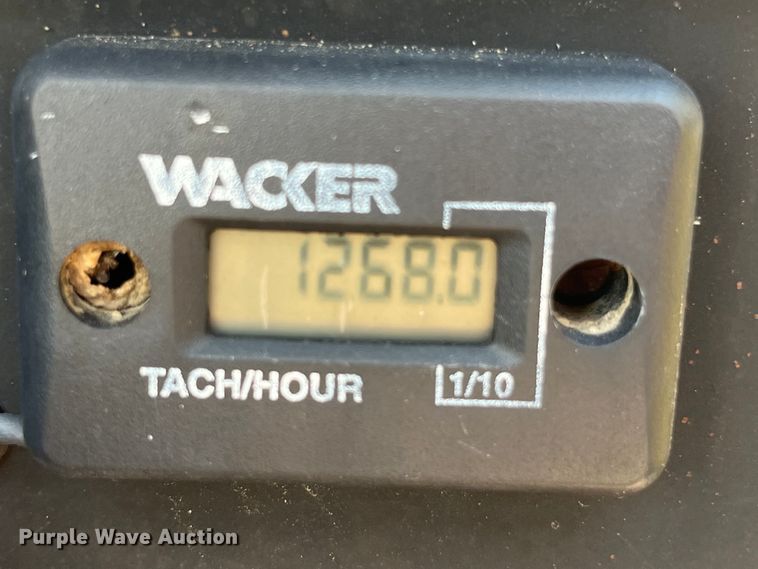 WACKER
1268.0
TACH/HOUR 1/10
Purple Wave Auction